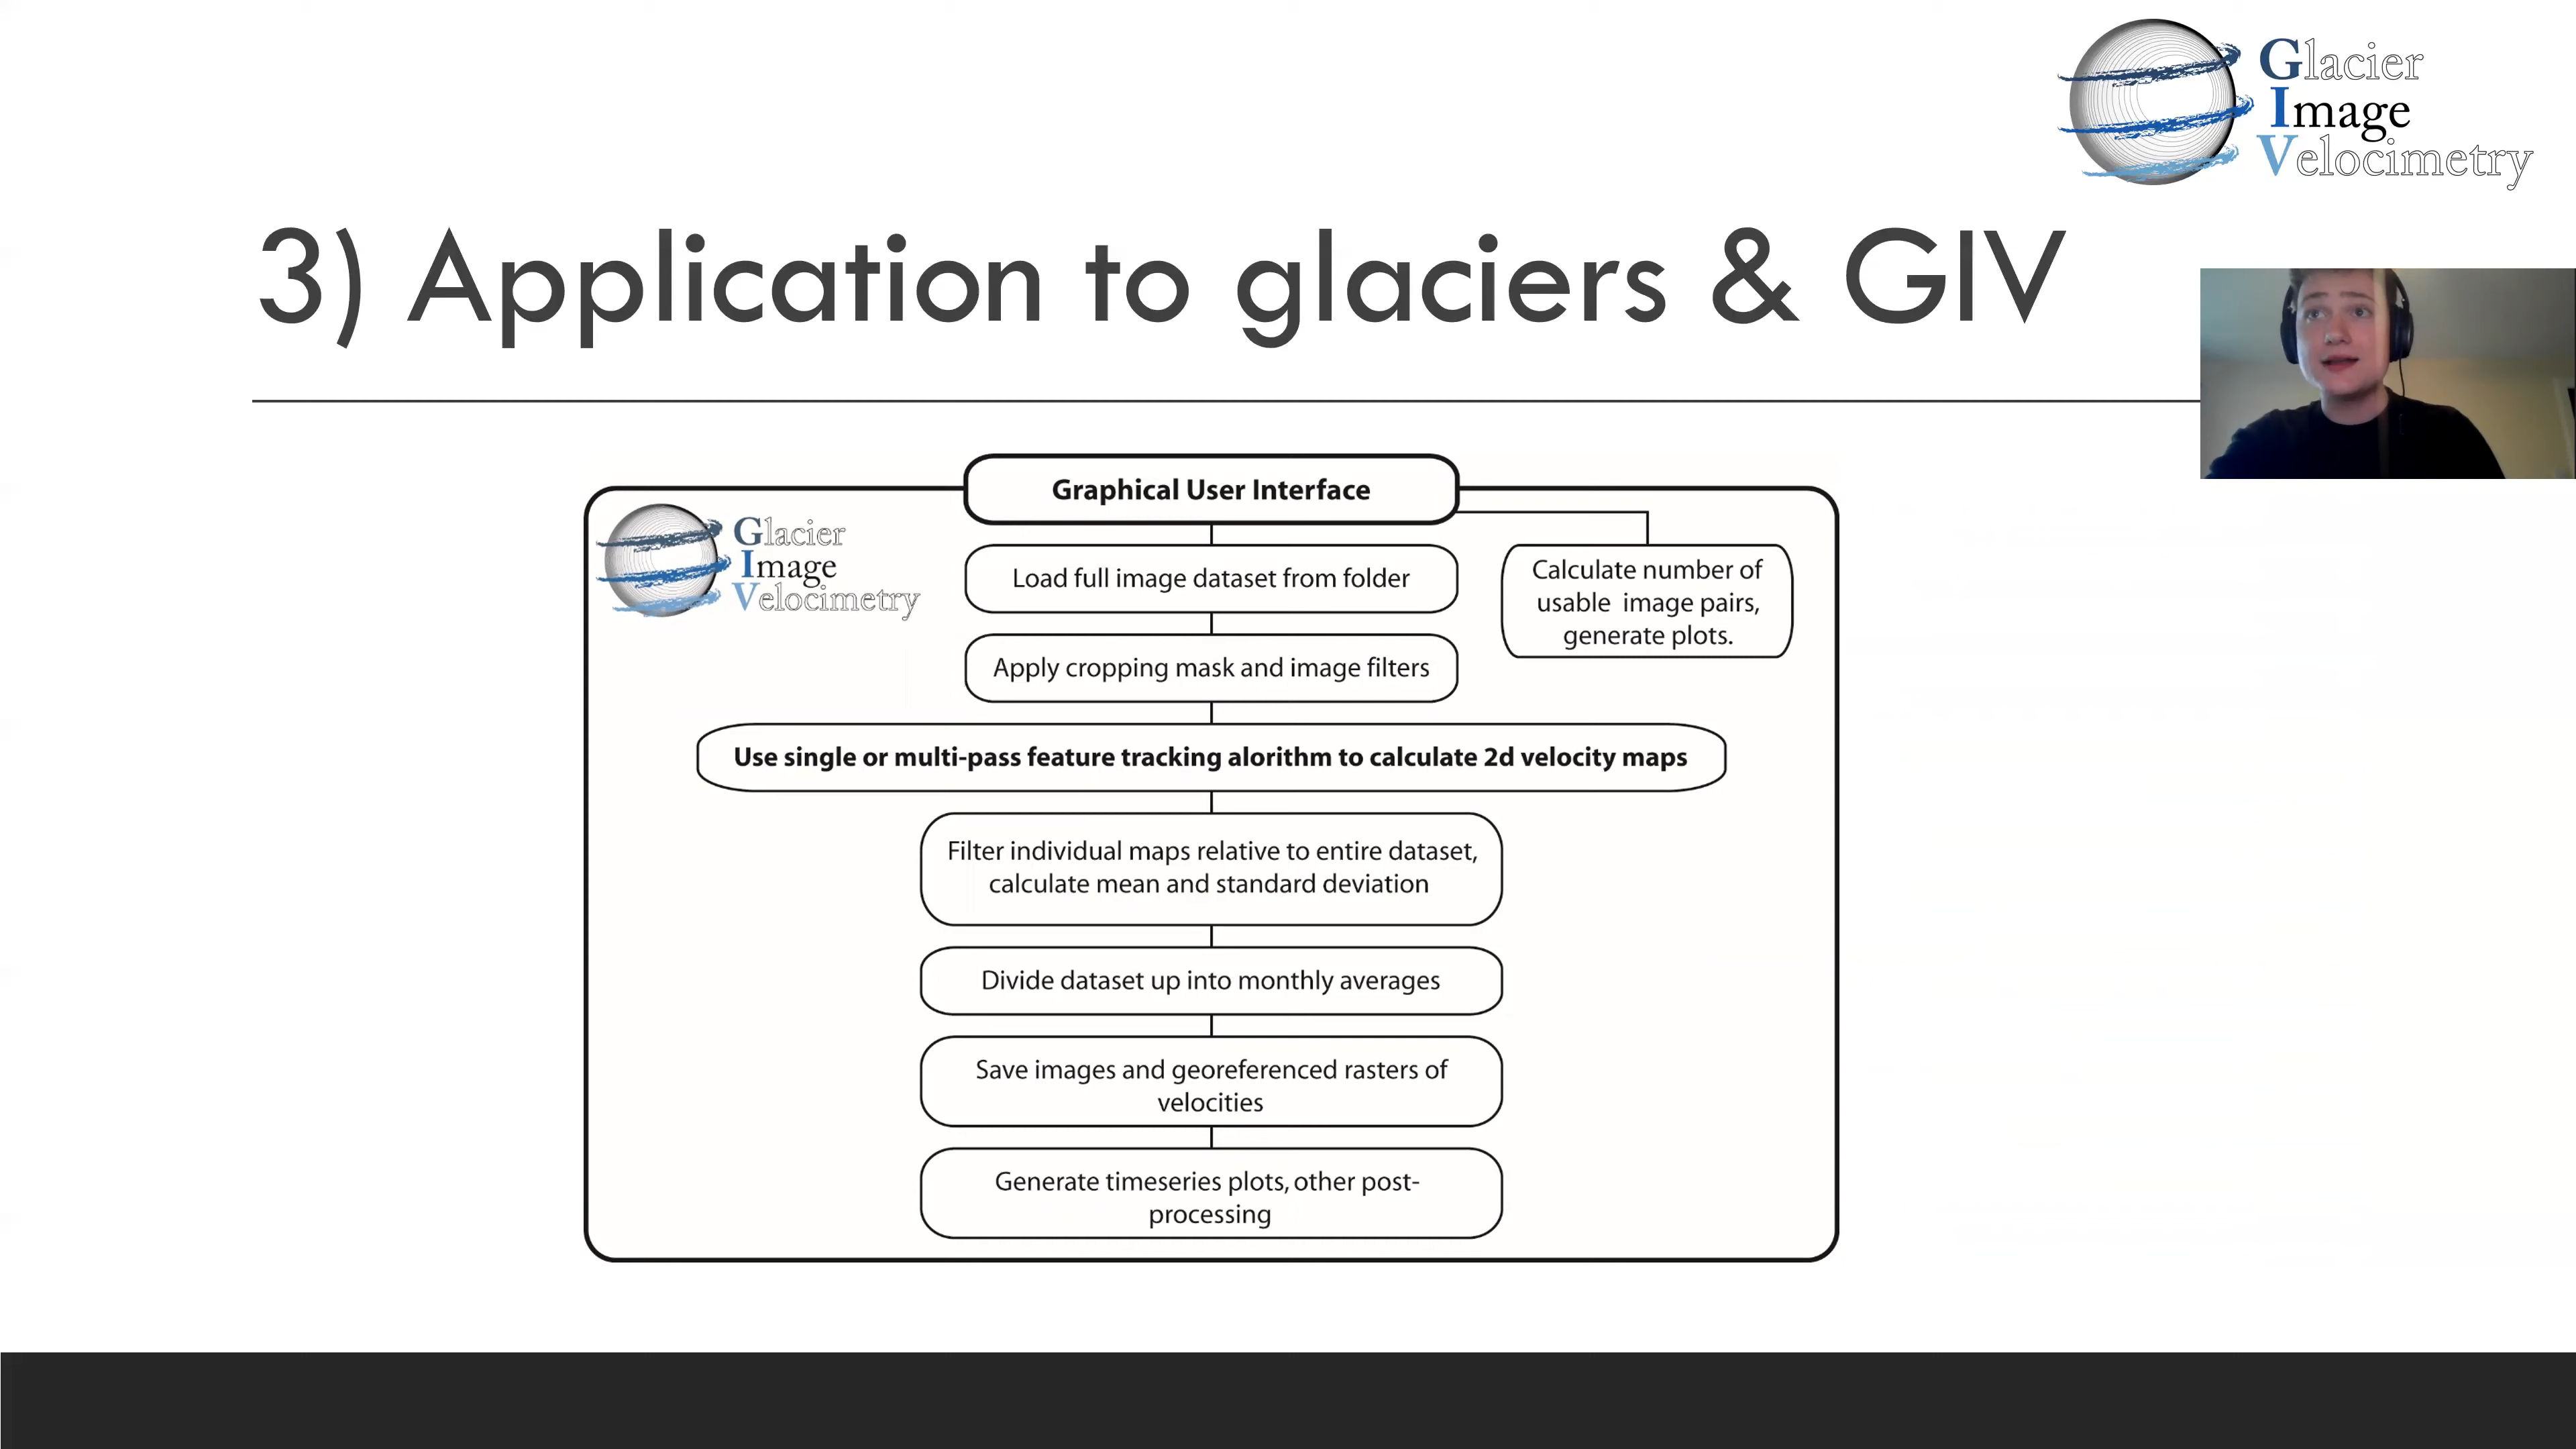 Glacier
Image
Velocimetry
3) Application to glaciers & GIV
Graphical User Interface
Glacier
Image
Velocimetry
Load full image dataset from folder
Calculate number of
usable image pairs,
generate plots.
Apply cropping mask and image filters
Use single or multi-pass feature tracking alorithm to calculate 2d velocity maps
Filter individual maps relative to entire dataset,
calculate mean and standard deviation
Divide dataset up into monthly averages
Save images and georeferenced rasters of
velocities
Generate timeseries plots, other post-
processing